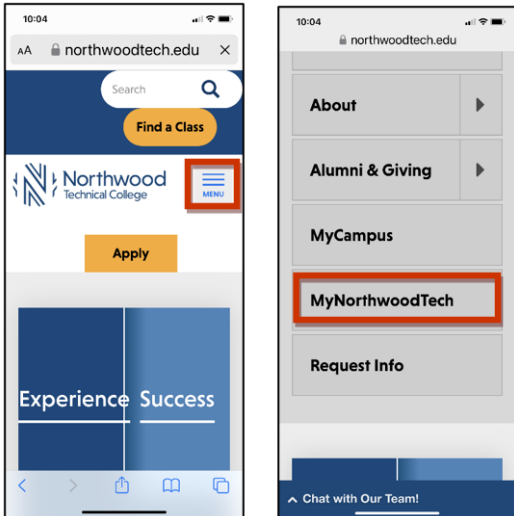 10:04
AA northwoodtech.edu ×
Search
Find a Class
Northwood
Technical College
MENU
Apply
Experience Success
10:04
northwoodtech.edu
About
Alumni & Giving
MyCampus
MyNorthwoodTech
Request Info
Chat with Our Team!